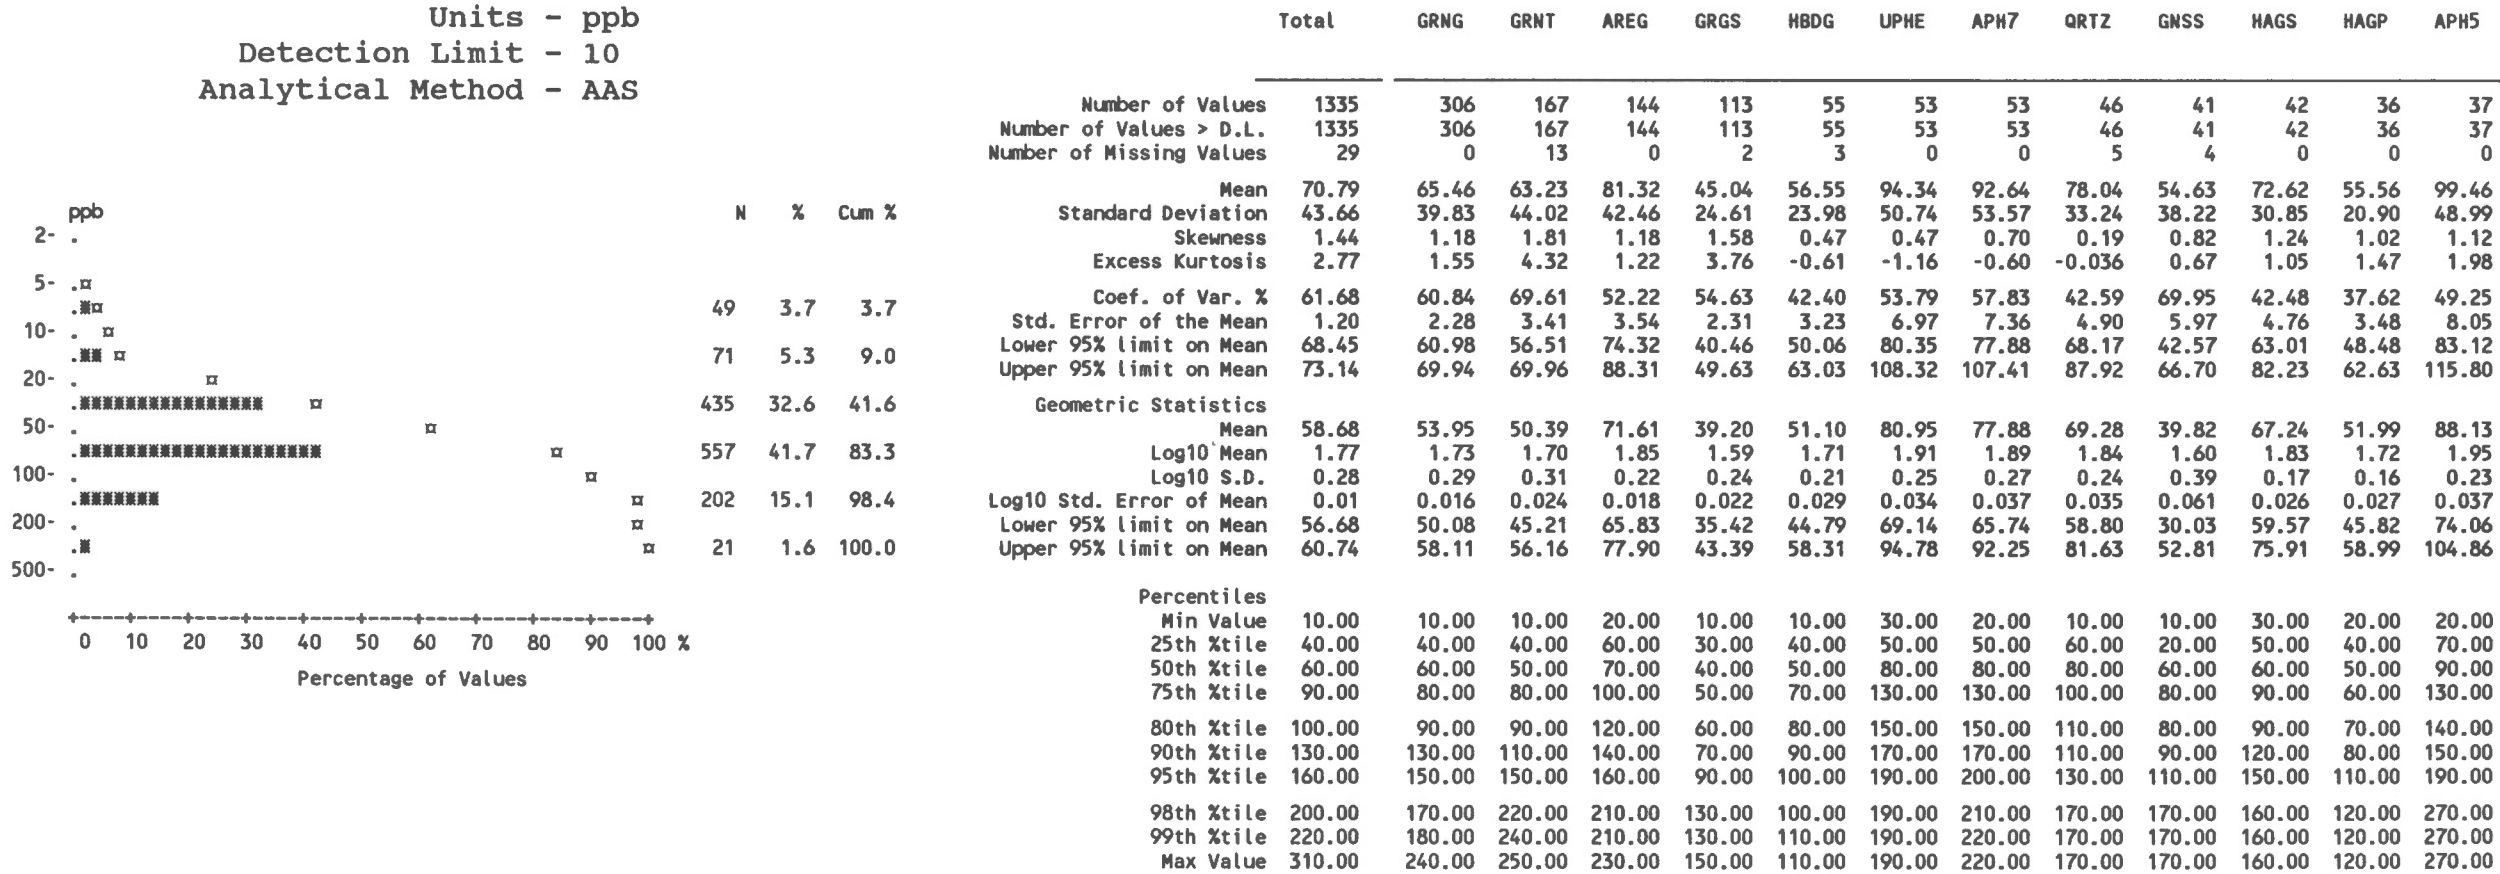 Units - ppb
Detection Limit - 10
Analytical Method - AAS
ppb N % Cum %
2-
5-
49 3.7 3.7
10-
71 5.3 9.0
20-
435 32.6 41.6
50-
557 41.7 83.3
100-
202 15.1 98.4
200-
21 1.6 100.0
500-
0 10 20 30 40 50 60 70 80 90 100 %
Percentage of Values
Total GRNG GRNT AREG GRGS HBDG UPHE APH7 QRTZ GNSS HAGS HAGP APH5
Number of Values 1335 306 167 144 113 55 53 53 46 41 42 36 37
Number of Values > D.L. 1335 306 167 144 113 55 53 53 46 41 42 36 37
Number of Missing Values 29 0 13 0 2 3 0 0 5 4 0 0 0
Mean 70.79 65.46 63.23 81.32 45.04 56.55 94.34 92.64 78.04 54.63 72.62 55.56 99.46
Standard Deviation 43.66 39.83 44.02 42.46 24.61 23.98 50.74 53.57 33.24 38.22 30.85 20.90 48.99
Skewness 1.44 1.18 1.81 1.18 1.58 0.47 0.47 0.70 0.19 0.82 1.24 1.02 1.12
Excess Kurtosis 2.77 1.55 4.32 1.22 3.76 -0.61 -1.16 -0.60 -0.036 0.67 1.05 1.47 1.98
Coef. of Var. % 61.68 60.84 69.61 52.22 54.63 42.40 53.79 57.83 42.59 69.95 42.48 37.62 49.25
Std. Error of the Mean 1.20 2.28 3.41 3.54 2.31 3.23 6.97 7.36 4.90 5.97 4.76 3.48 8.05
Lower 95% limit on Mean 68.45 60.98 56.51 74.32 40.46 50.06 80.35 77.88 68.17 42.57 63.01 48.48 83.12
Upper 95% limit on Mean 73.14 69.94 69.96 88.31 49.63 63.03 108.32 107.41 87.92 66.70 82.23 62.63 115.80
Geometric Statistics
Mean 58.68 53.95 50.39 71.61 39.20 51.10 80.95 77.88 69.28 39.82 67.24 51.99 88.13
Log10 Mean 1.77 1.73 1.70 1.85 1.59 1.71 1.91 1.89 1.84 1.60 1.83 1.72 1.95
Log10 S.D. 0.28 0.29 0.31 0.22 0.24 0.21 0.25 0.27 0.24 0.39 0.17 0.16 0.23
Log10 Std. Error of Mean 0.01 0.016 0.024 0.018 0.022 0.029 0.034 0.037 0.035 0.061 0.026 0.027 0.037
Lower 95% limit on Mean 56.68 50.08 45.21 65.83 35.42 44.79 69.14 65.74 58.80 30.03 59.57 45.82 74.06
Upper 95% limit on Mean 60.74 58.11 56.16 77.90 43.39 58.31 94.78 92.25 81.63 52.81 75.91 58.99 104.86
Percentiles
Min Value 10.00 10.00 10.00 20.00 10.00 10.00 30.00 20.00 10.00 10.00 30.00 20.00 20.00
25th %tile 40.00 40.00 40.00 60.00 30.00 40.00 50.00 50.00 60.00 20.00 50.00 40.00 70.00
50th %tile 60.00 60.00 50.00 70.00 40.00 50.00 80.00 80.00 80.00 60.00 60.00 50.00 90.00
75th %tile 90.00 80.00 80.00 100.00 50.00 70.00 130.00 130.00 100.00 80.00 90.00 60.00 130.00
80th %tile 100.00 90.00 90.00 120.00 60.00 80.00 150.00 150.00 110.00 80.00 90.00 70.00 140.00
90th %tile 130.00 130.00 110.00 140.00 70.00 90.00 170.00 170.00 110.00 90.00 120.00 80.00 150.00
95th %tile 160.00 150.00 150.00 160.00 90.00 100.00 190.00 200.00 130.00 110.00 150.00 110.00 190.00
98th %tile 200.00 170.00 220.00 210.00 130.00 100.00 190.00 210.00 170.00 170.00 160.00 120.00 270.00
99th %tile 220.00 180.00 240.00 210.00 130.00 110.00 190.00 220.00 170.00 170.00 160.00 120.00 270.00
Max Value 310.00 240.00 250.00 230.00 150.00 110.00 190.00 220.00 170.00 170.00 160.00 120.00 270.00